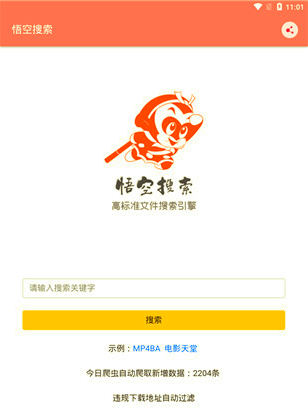 11:01
悟空搜索
悟空搜索
高标准文件搜索引擎
请输入搜索关键字
搜索
示例：MP4BA 电影天堂
今日爬虫自动爬取新增数据：2204条
违规下载地址自动过滤